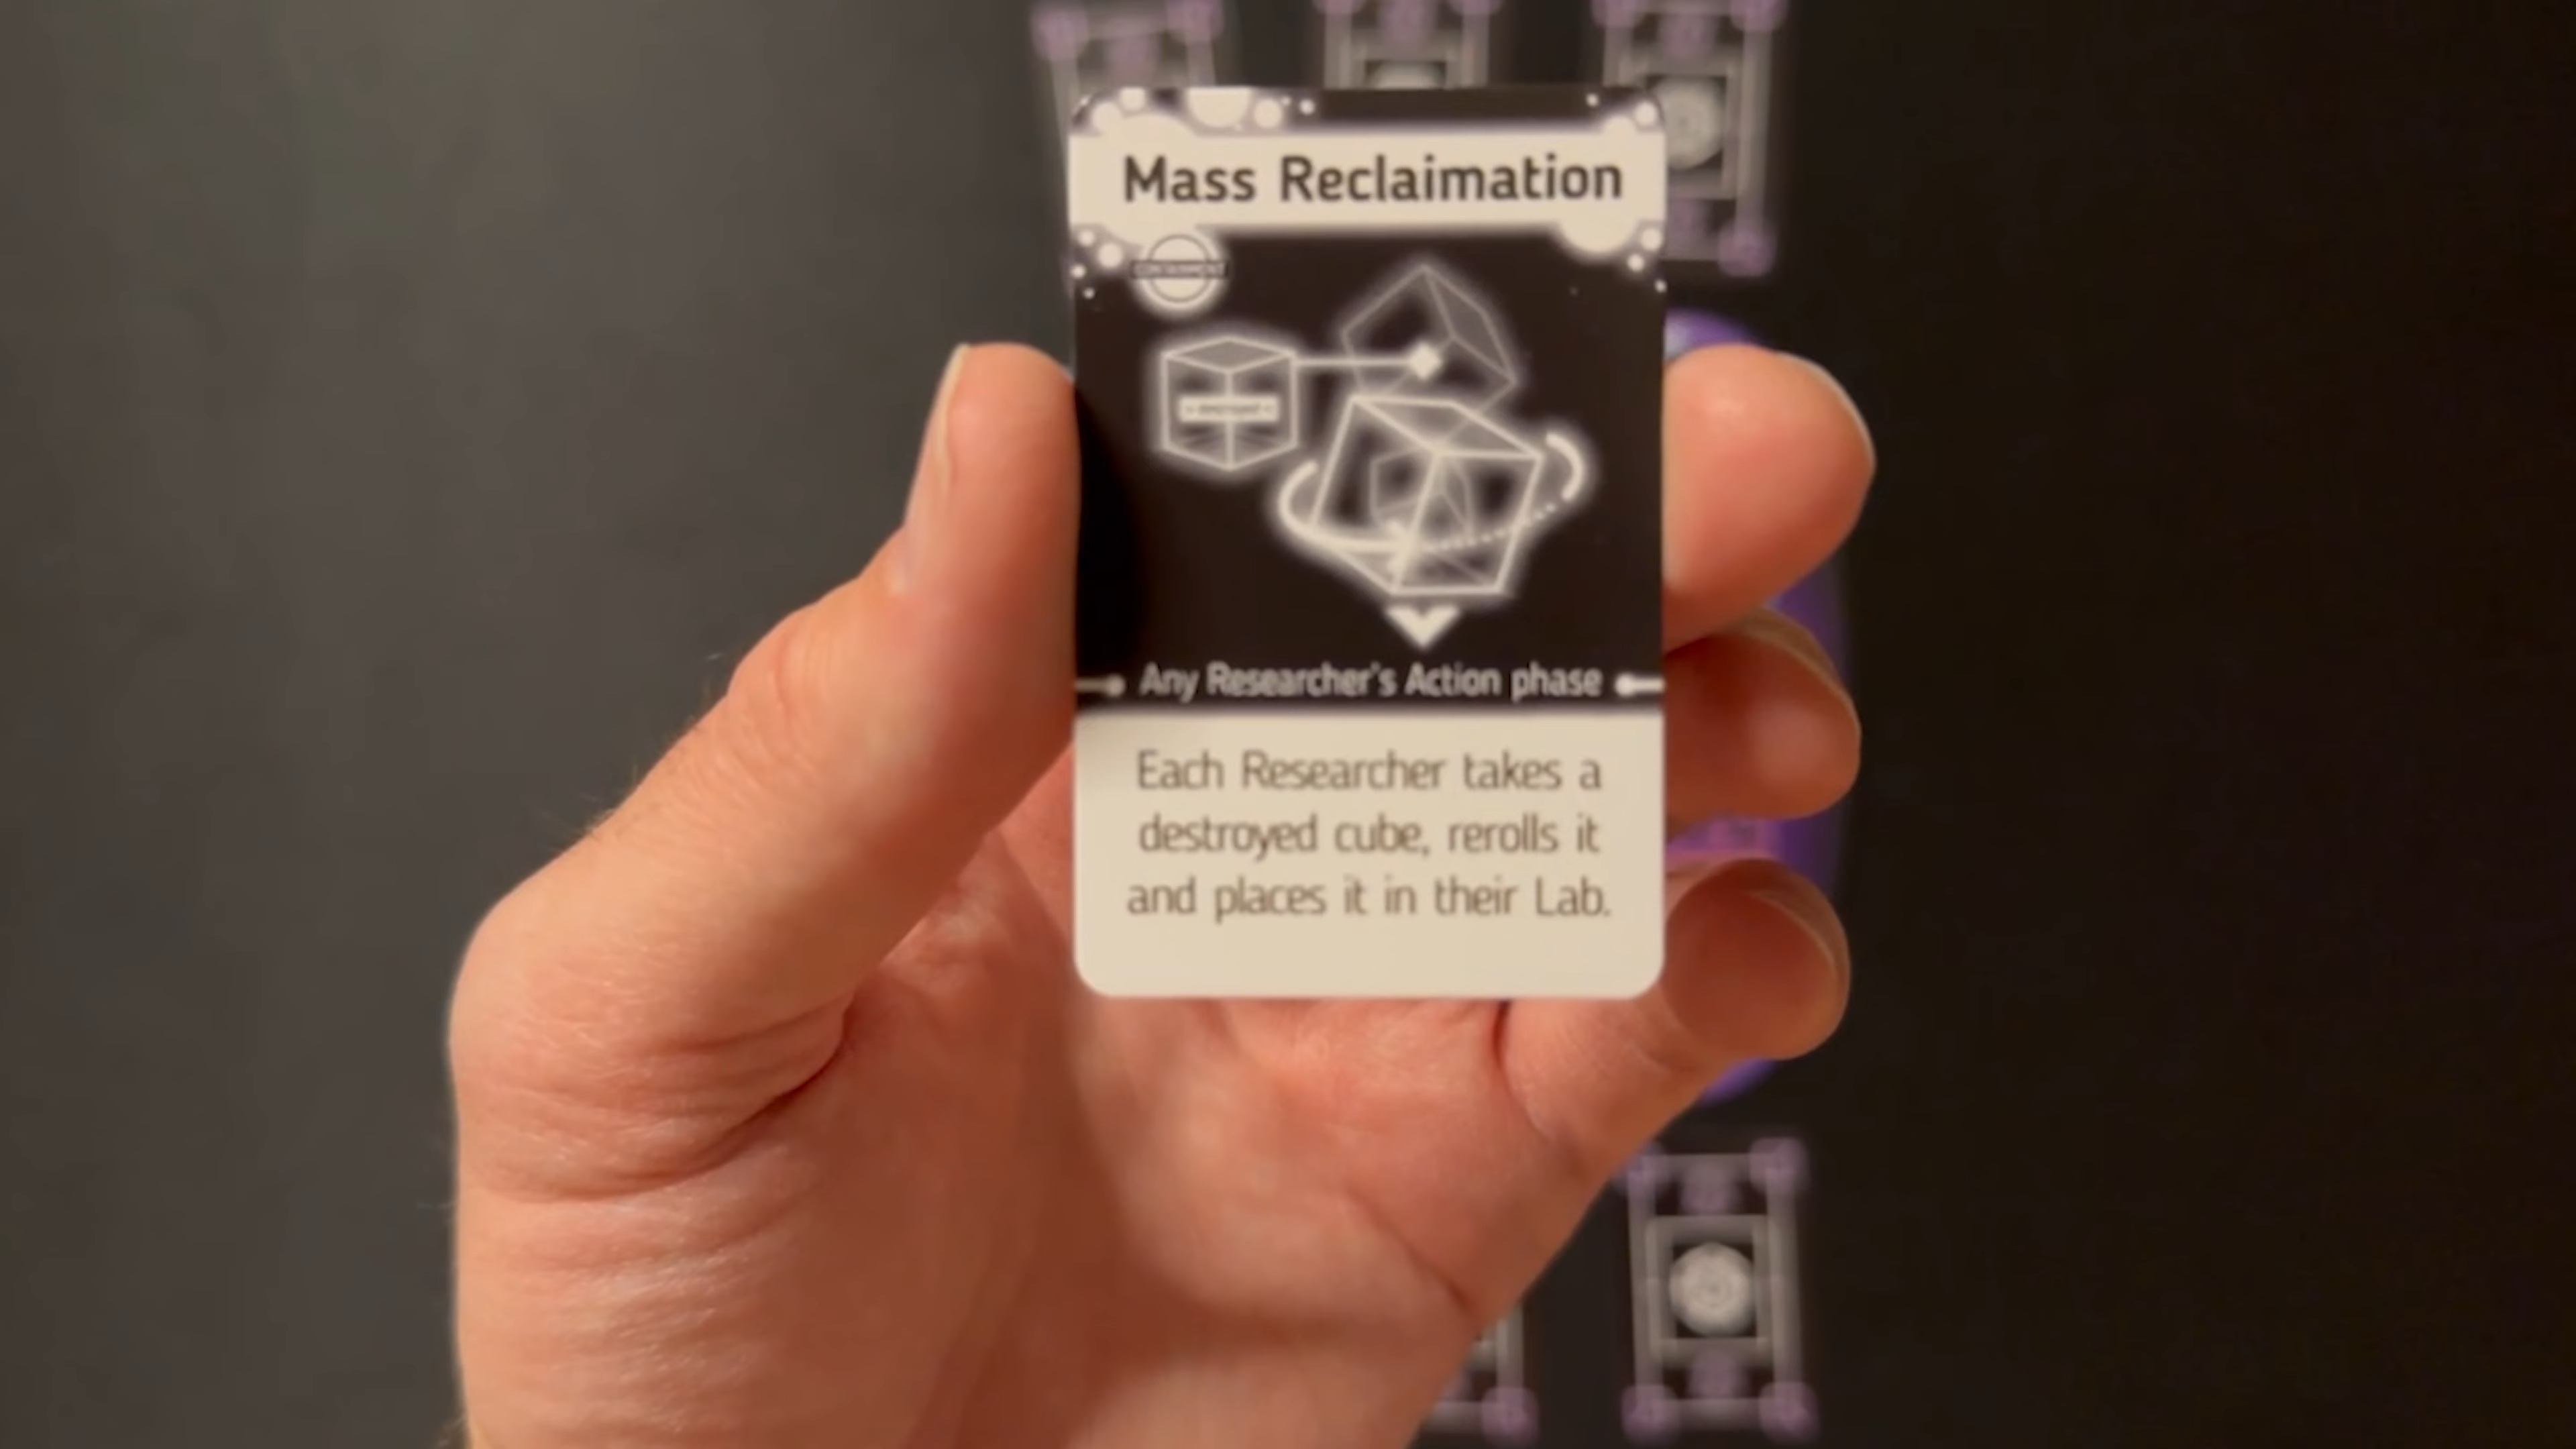 Mass Reclaimation
CONTAINMENT
Any Researcher's Action phase
Each Researcher takes a
destroyed cube, rerolls it
and places it in their Lab.